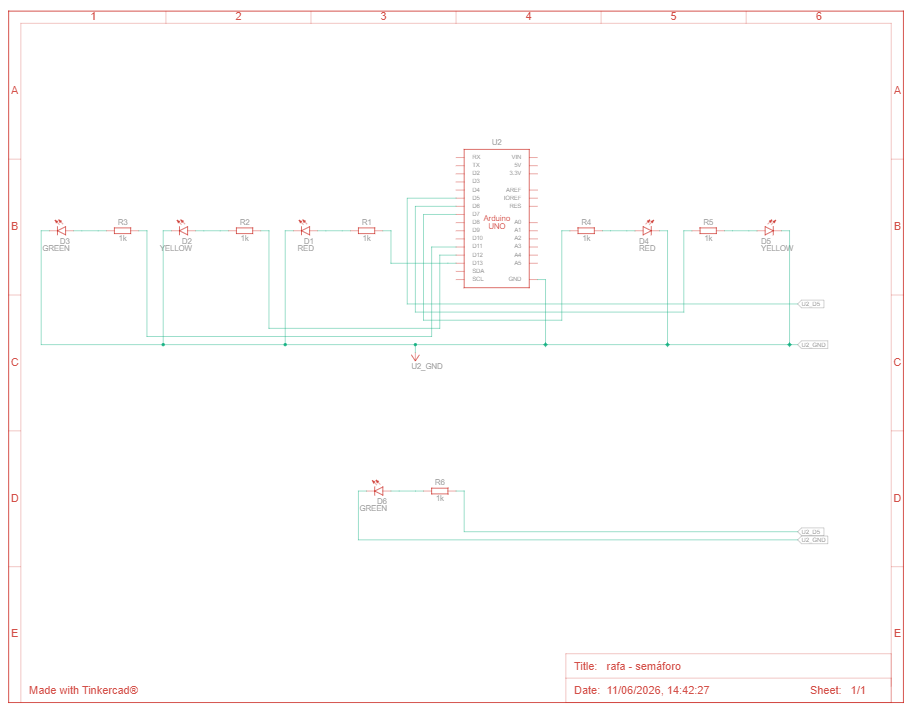 1 2 3 4 5 6
A A
U2
RX VIN
TX 5V
D2 3.3V
D3
D4 AREF
D5 IOREF
D6 RES
D7
Arduino
UNO
D8 A0
D9 A1
D10 A2
D11 A3
D12 A4
D13 A5
SDA
SCL GND
B B
R3 R2 R1 R4 R5
1k 1k 1k 1k 1k
D3 D2 D1 D4 D5
GREEN YELLOW RED RED YELLOW
U2_D5
U2_GND
C C
U2_GND
R6
1k
D D
D6
GREEN
U2_D5
U2_GND
E E
Title: rafa - semáforo
Made with Tinkercad®
Date: 11/06/2026, 14:42:27 Sheet: 1/1